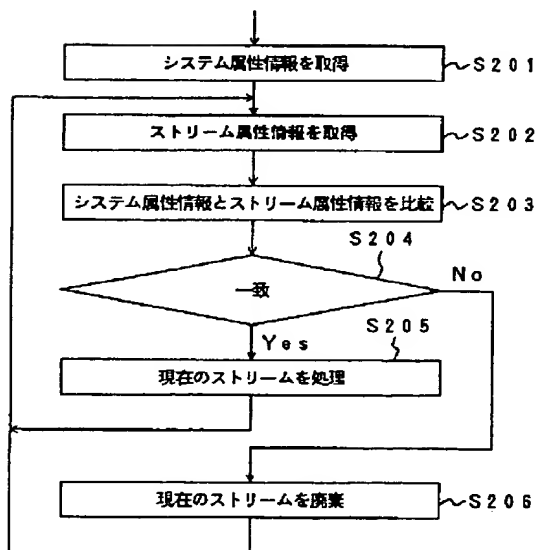 システム属性情報を取得 S201
ストリーム属性情報を取得 S202
システム属性情報とストリーム属性情報を比較 S203
S204
一致 No
Yes S205
現在のストリームを処理
現在のストリームを廃棄 S206